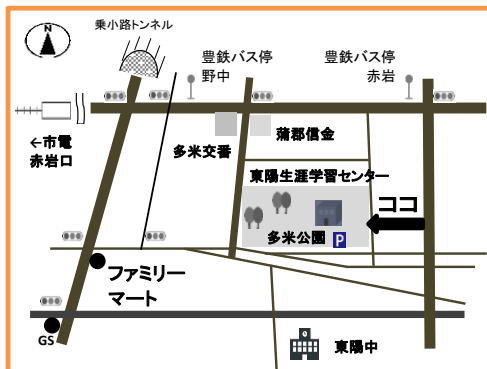 N
乗小路トンネル
豊鉄バス停
野中
豊鉄バス停
赤岩
←市電
赤岩口
多米交番
蒲郡信金
東陽生涯学習センター
ココ
多米公園
P
ファミリー
マート
GS
東陽中